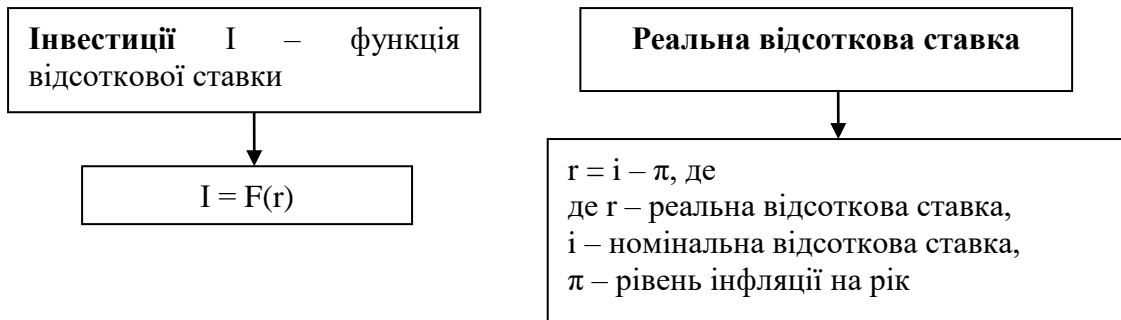 Інвестиції І – функція
відсоткової ставки
І = F(r)
Реальна відсоткова ставка
r = i – π, де
де r – реальна відсоткова ставка,
i – номінальна відсоткова ставка,
π – рівень інфляції на рік